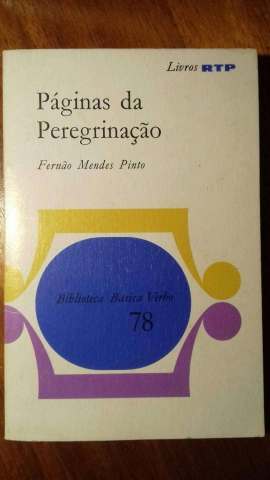 Livros RTP
Páginas da
Peregrinação
Fernão Mendes Pinto
Biblioteca Básica Verbo
78